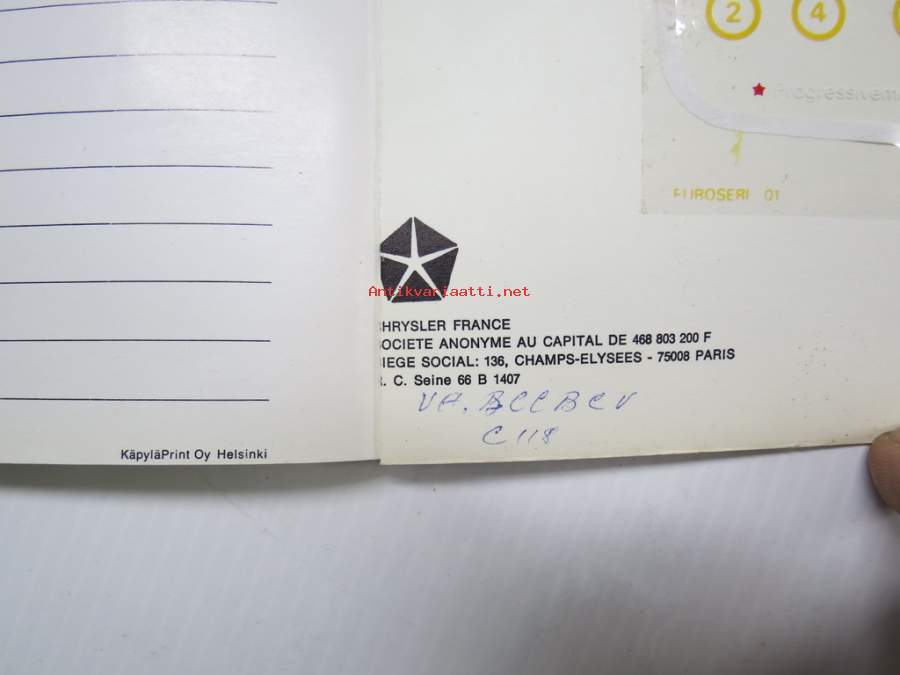 2 4
Progressivem
EUROSERI 01
Antikvariaatti.net
HRYSLER FRANCE
OCIETE ANONYME AU CAPITAL DE 468 803 200 F
IEGE SOCIAL: 136, CHAMPS-ELYSEES - 75008 PARIS
. C. Seine 66 B 1407
C 118
KäpyläPrint Oy Helsinki